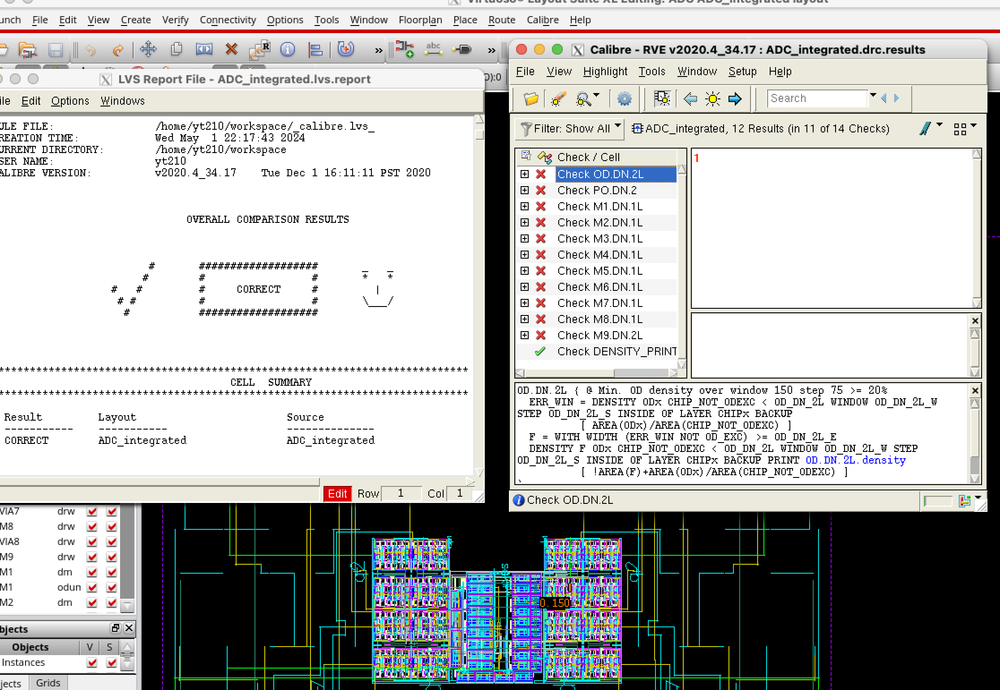 Virtuoso® Layout Suite XL Editing: ADC ADC_integrated layout
unch File Edit View Create Verify Connectivity Options Tools Window Floorplan Place Route Calibre Help
R
abc
»
»
D):0
LVS Report File - ADC_integrated.lvs.report
ile Edit Options Windows
ULE FILE: /home/yt210/workspace/_calibre.lvs_
REATION TIME: Wed May 1 22:17:43 2024
URRENT DIRECTORY: /home/yt210/workspace
SER NAME: yt210
ALIBRE VERSION: v2020.4_34.17 Tue Dec 1 16:11:11 PST 2020
OVERALL COMPARISON RESULTS
# ################### _ _
# # # * *
# # # CORRECT # |
# # # # \___/
# ###################
***************************************************************************
CELL SUMMARY
***************************************************************************
Result Layout Source
----------- ----------- --------------
CORRECT ADC_integrated ADC_integrated
Edit Row 1 Col 1
Calibre - RVE v2020.4_34.17 : ADC_integrated.drc.results
File View Highlight Tools Window Setup Help
Search
Filter: Show All ADC_integrated, 12 Results (in 11 of 14 Checks)
Check / Cell
Check OD.DN.2L
Check PO.DN.2
Check M1.DN.1L
Check M2.DN.1L
Check M3.DN.1L
Check M4.DN.1L
Check M5.DN.1L
Check M6.DN.1L
Check M7.DN.1L
Check M8.DN.1L
Check M9.DN.2L
Check DENSITY_PRINT
1
OD.DN.2L { @ Min. OD density over window 150 step 75 >= 20%
ERR_WIN = DENSITY ODx CHIP_NOT_ODEXC < OD_DN_2L WINDOW OD_DN_2L_W
STEP OD_DN_2L_S INSIDE OF LAYER CHIPx BACKUP
[ AREA(ODx)/AREA(CHIP_NOT_ODEXC) ]
F = WITH WIDTH (ERR_WIN NOT OD_EXC) >= OD_DN_2L_E
DENSITY F ODx CHIP_NOT_ODEXC < OD_DN_2L WINDOW OD_DN_2L_W STEP
OD_DN_2L_S INSIDE OF LAYER CHIPx BACKUP PRINT OD.DN.2L.density
[ !AREA(F)+AREA(ODx)/AREA(CHIP_NOT_ODEXC) ]
Check OD.DN.2L
VIA7 drw
M8 drw
VIA8 drw
M9 drw
M1 dm
M1 odun
M2 dm
bjects
Objects V S
Instances
jects Grids
0.150